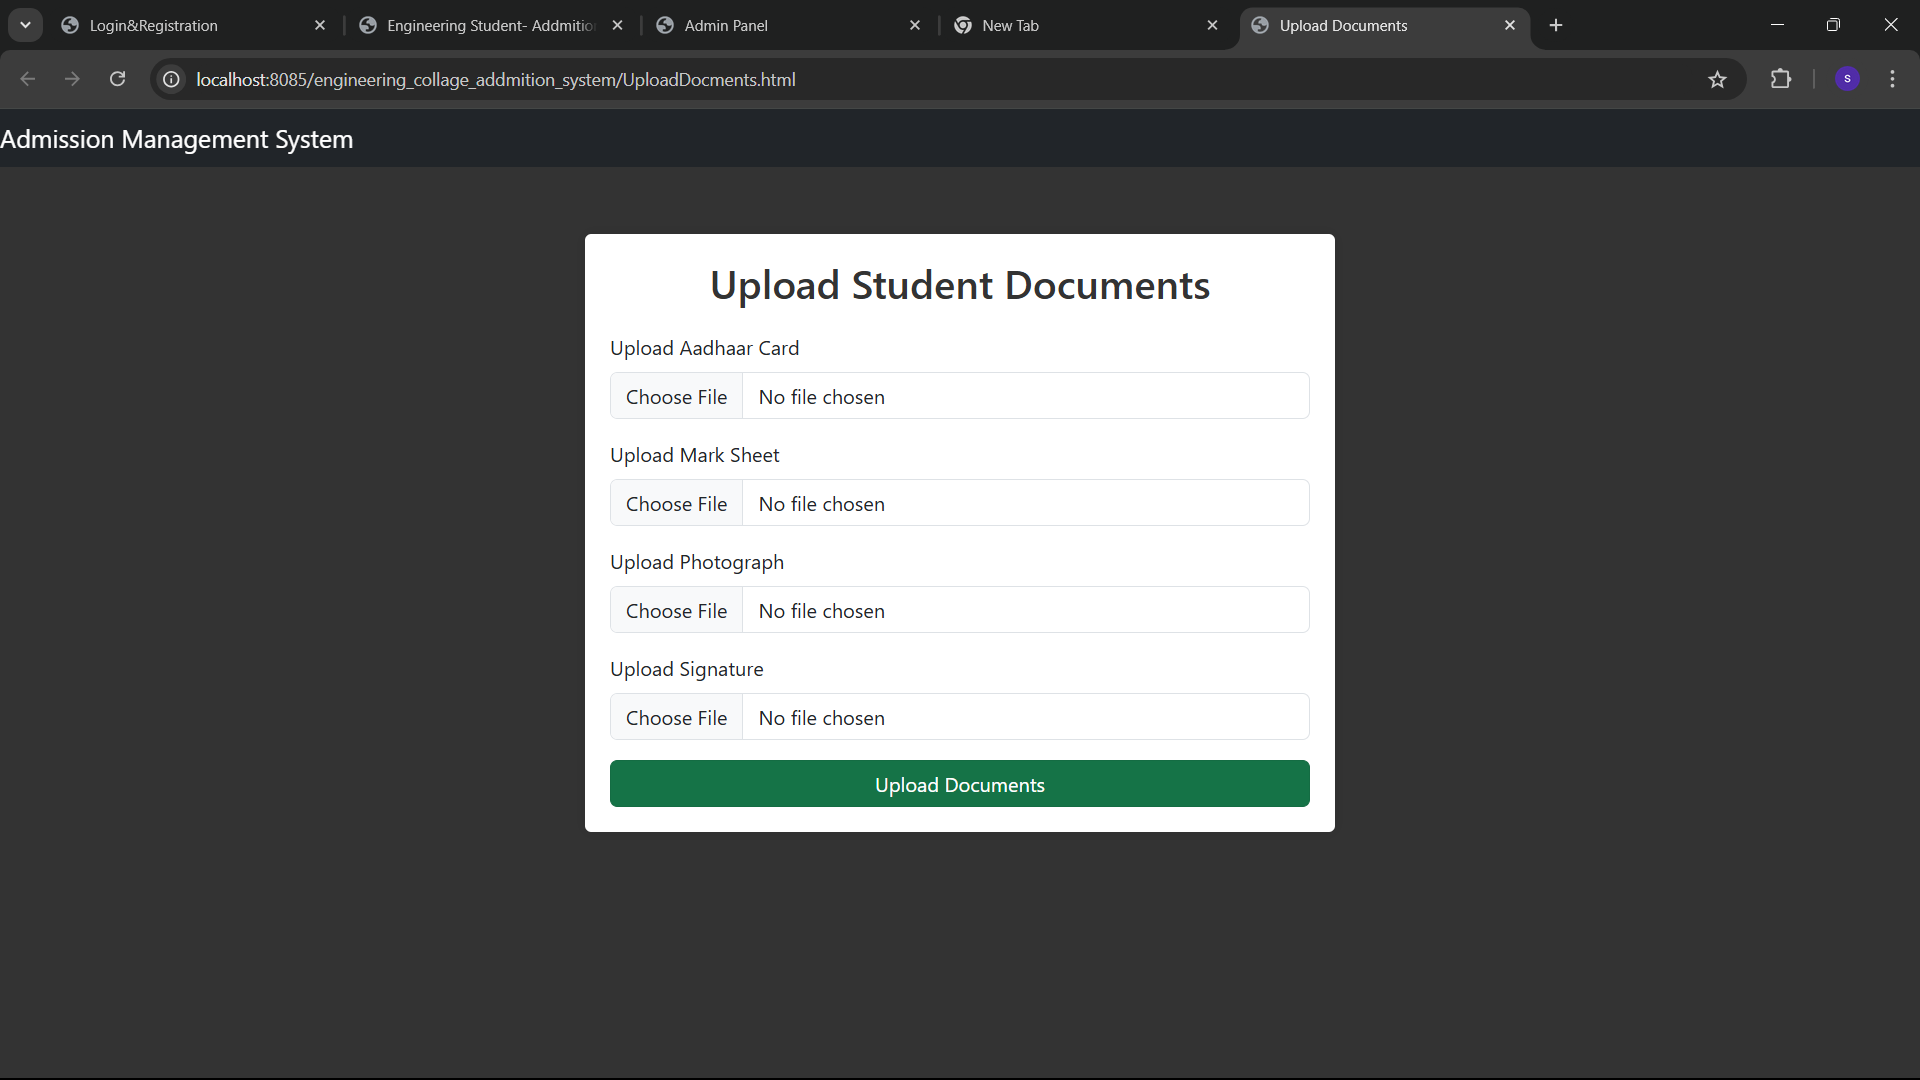 Login&Registration
Engineering Student- Addmitio
Admin Panel
New Tab
Upload Documents
localhost:8085/engineering_collage_addmition_system/UploadDocments.html
s
Admission Management System
Upload Student Documents
Upload Aadhaar Card
Choose File No file chosen
Upload Mark Sheet
Choose File No file chosen
Upload Photograph
Choose File No file chosen
Upload Signature
Choose File No file chosen
Upload Documents